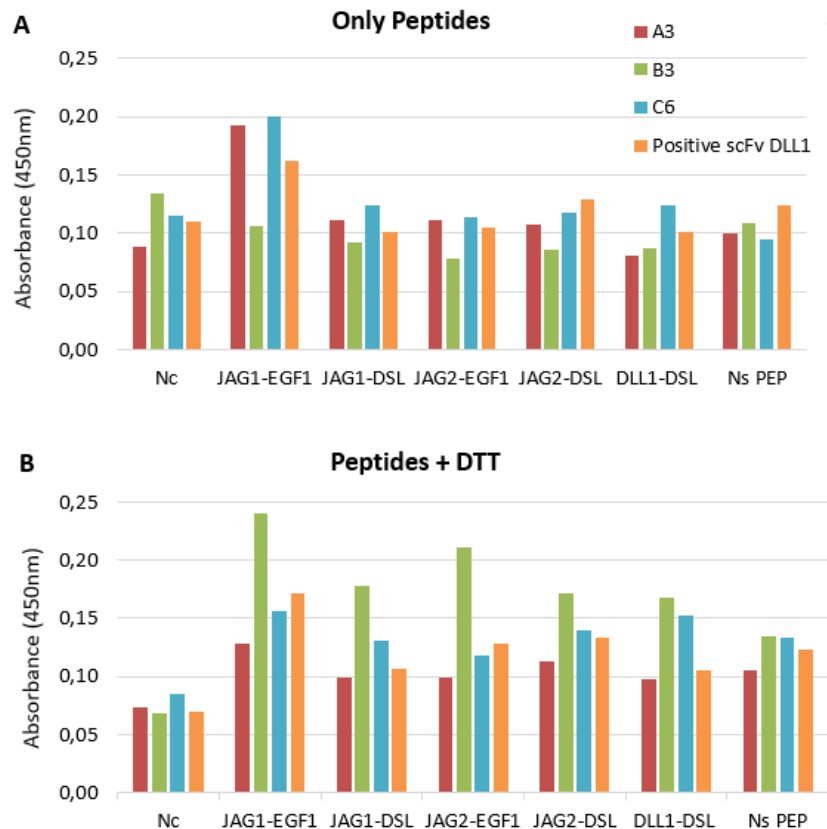 A
Only Peptides
A3
B3
C6
Positive scFv DLL1
Absorbance (450nm)
0,25
0,20
0,15
0,10
0,05
0,00
Nc JAG1-EGF1 JAG1-DSL JAG2-EGF1 JAG2-DSL DLL1-DSL Ns PEP
B
Peptides + DTT
Absorbance (450nm)
0,25
0,20
0,15
0,10
0,05
0,00
Nc JAG1-EGF1 JAG1-DSL JAG2-EGF1 JAG2-DSL DLL1-DSL Ns PEP